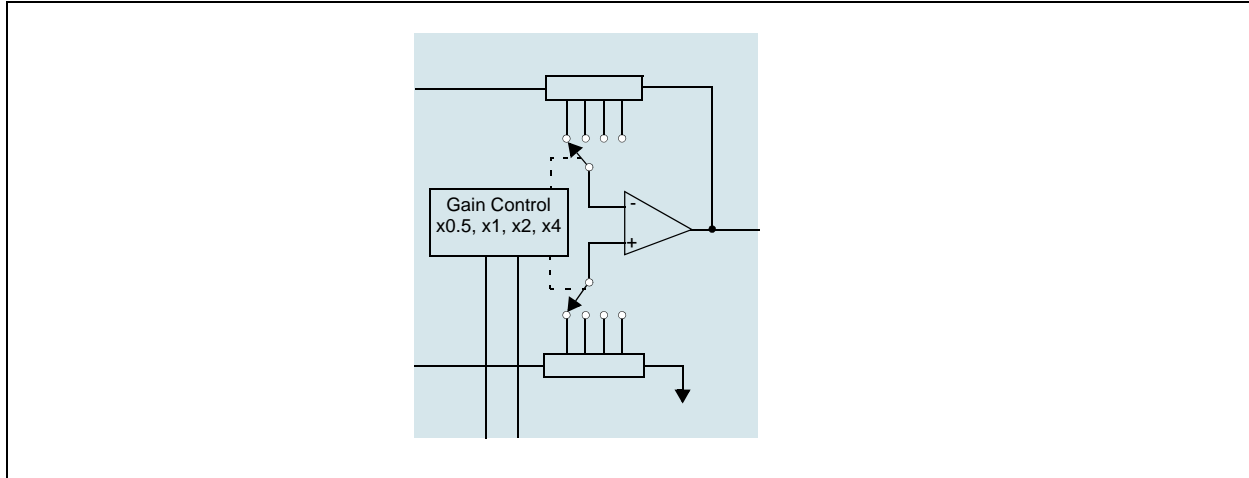 Gain Control
x0.5, x1, x2, x4
-
+